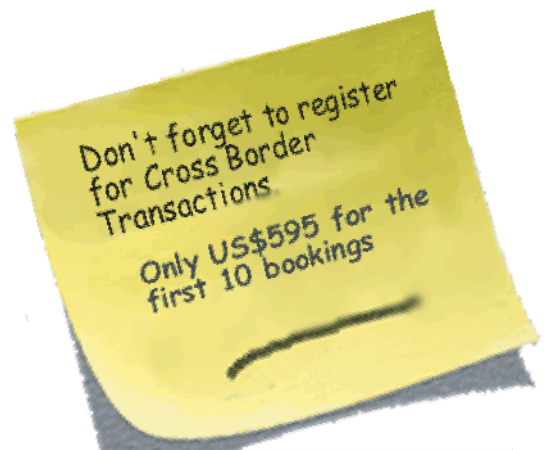 Don't forget to register
for Cross Border
Transactions.
Only US$595 for the
first 10 bookings